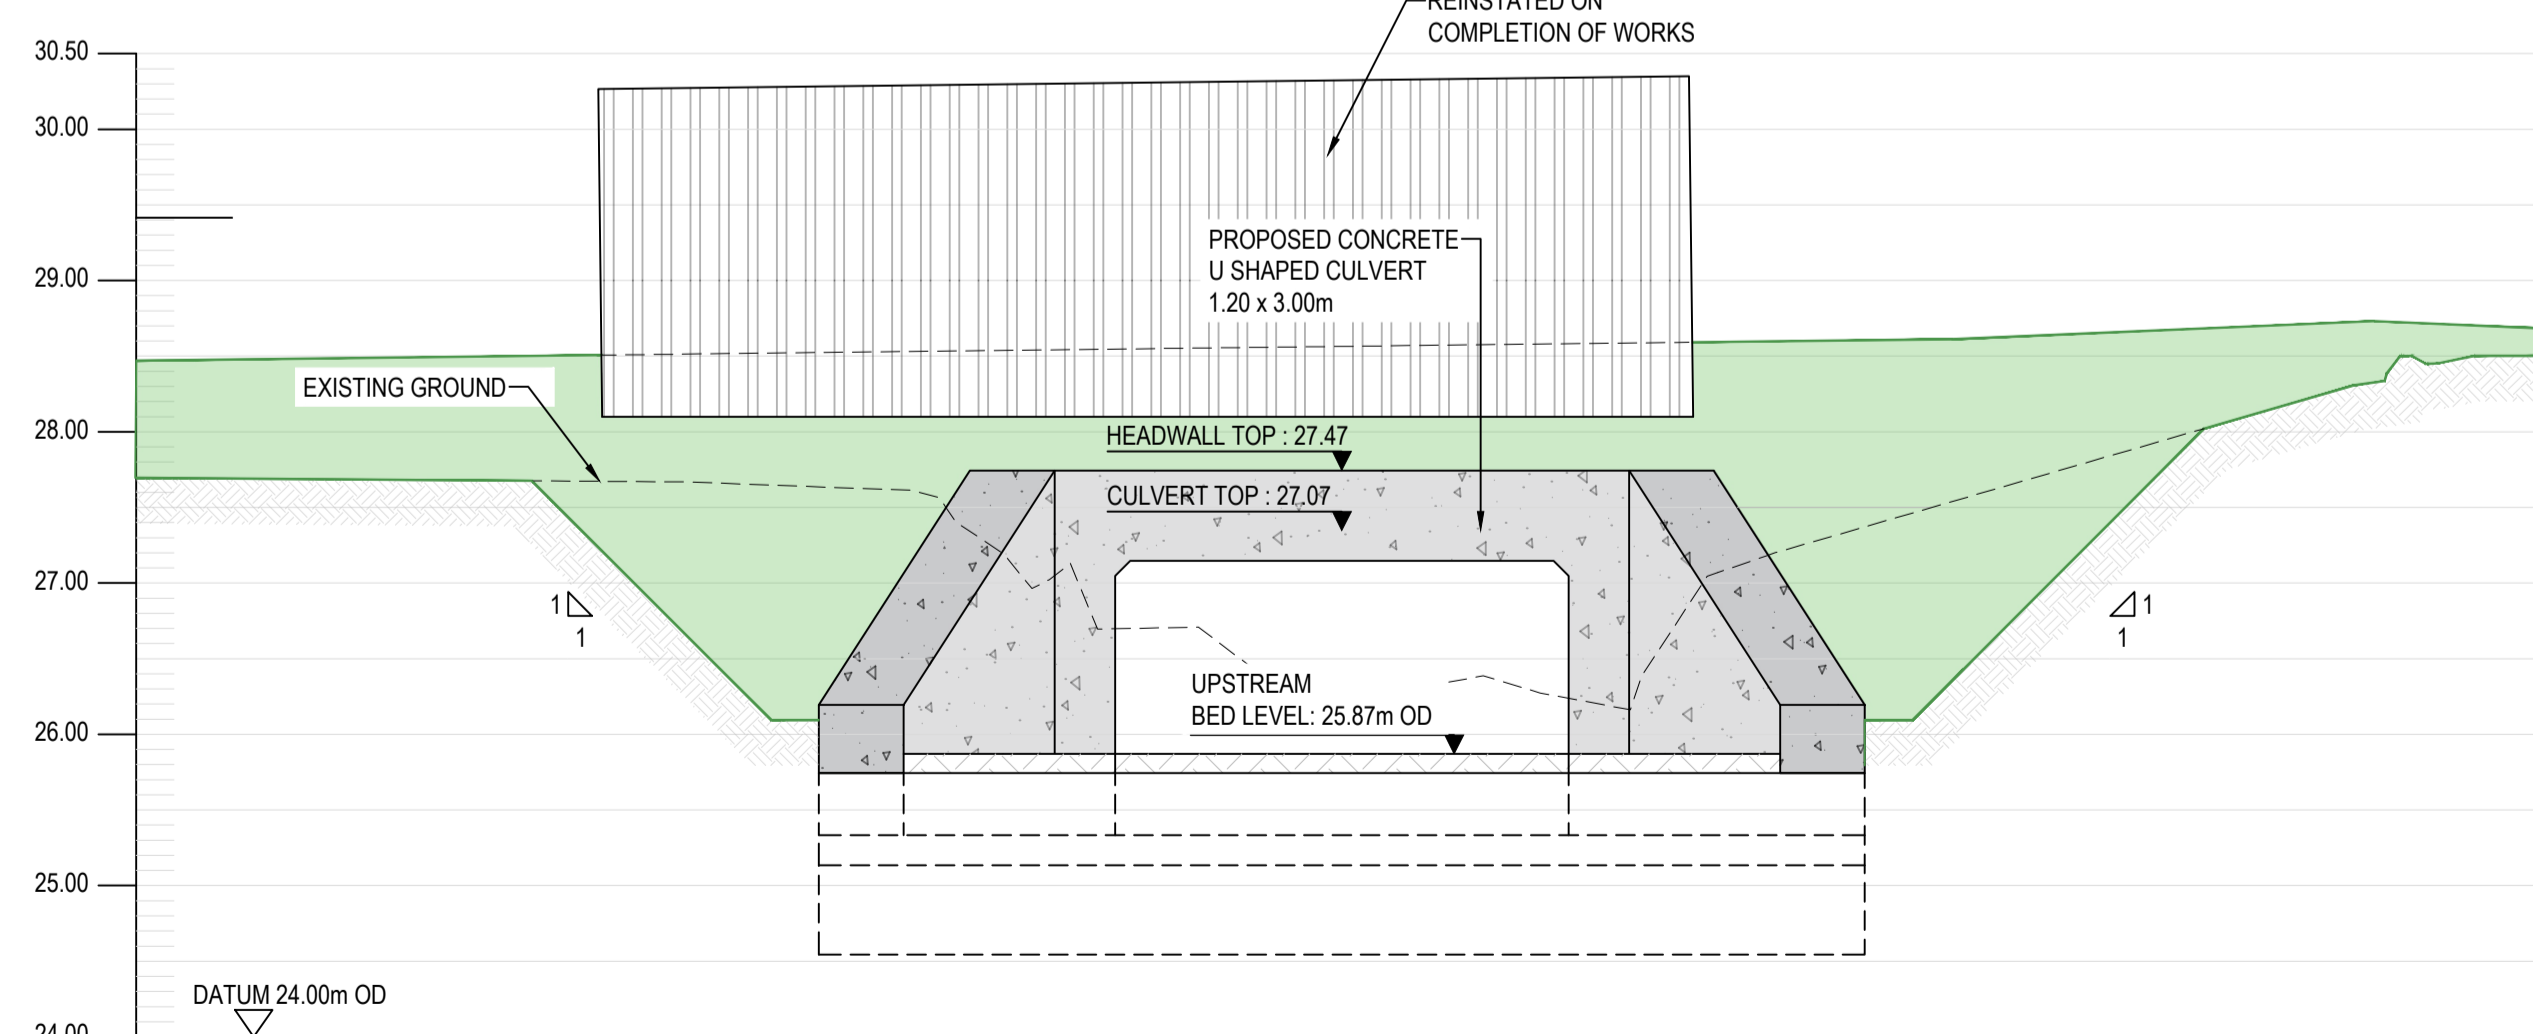 REINSTATED ON
COMPLETION OF WORKS
30.50
30.00
PROPOSED CONCRETE
U SHAPED CULVERT
1.20 x 3.00m
29.00
EXISTING GROUND
28.00
HEADWALL TOP : 27.47
CULVERT TOP : 27.07
27.00
1
1
1
1
UPSTREAM
BED LEVEL: 25.87m OD
26.00
25.00
DATUM 24.00m OD
24.00